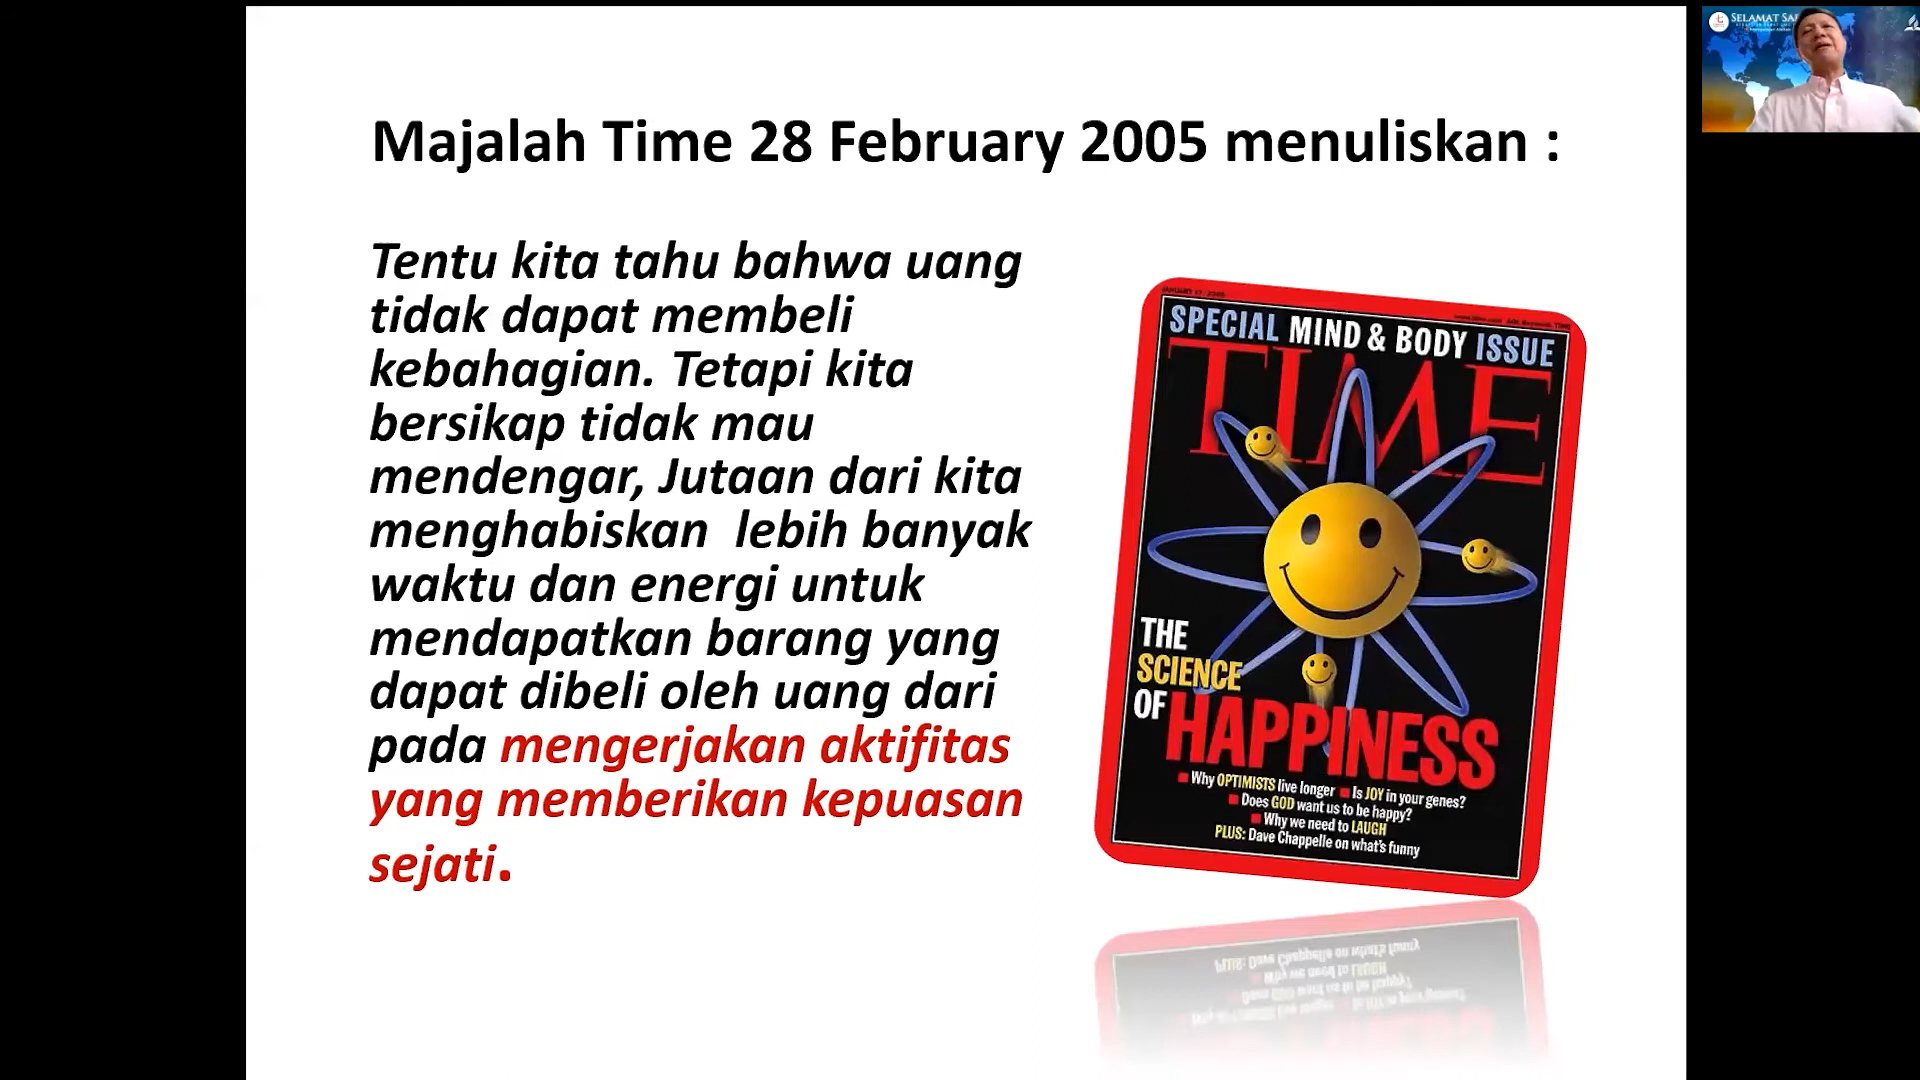 Majalah Time 28 February 2005 menuliskan :
Tentu kita tahu bahwa uang
tidak dapat membeli
kebahagian. Tetapi kita
bersikap tidak mau
mendengar, Jutaan dari kita
menghabiskan  lebih banyak
waktu dan energi untuk
mendapatkan barang yang
dapat dibeli oleh uang dari
pada mengerjakan aktifitas
yang memberikan kepuasan
sejati.
JANUARY 17, 2005
SPECIAL MIND & BODY ISSUE
TIME
THE
SCIENCE
OF HAPPINESS
Why OPTIMISTS live longer Is JOY in your genes?
Does GOD want us to be happy?
Why we need to LAUGH
PLUS: Dave Chappelle on what's funny
SELAMAT